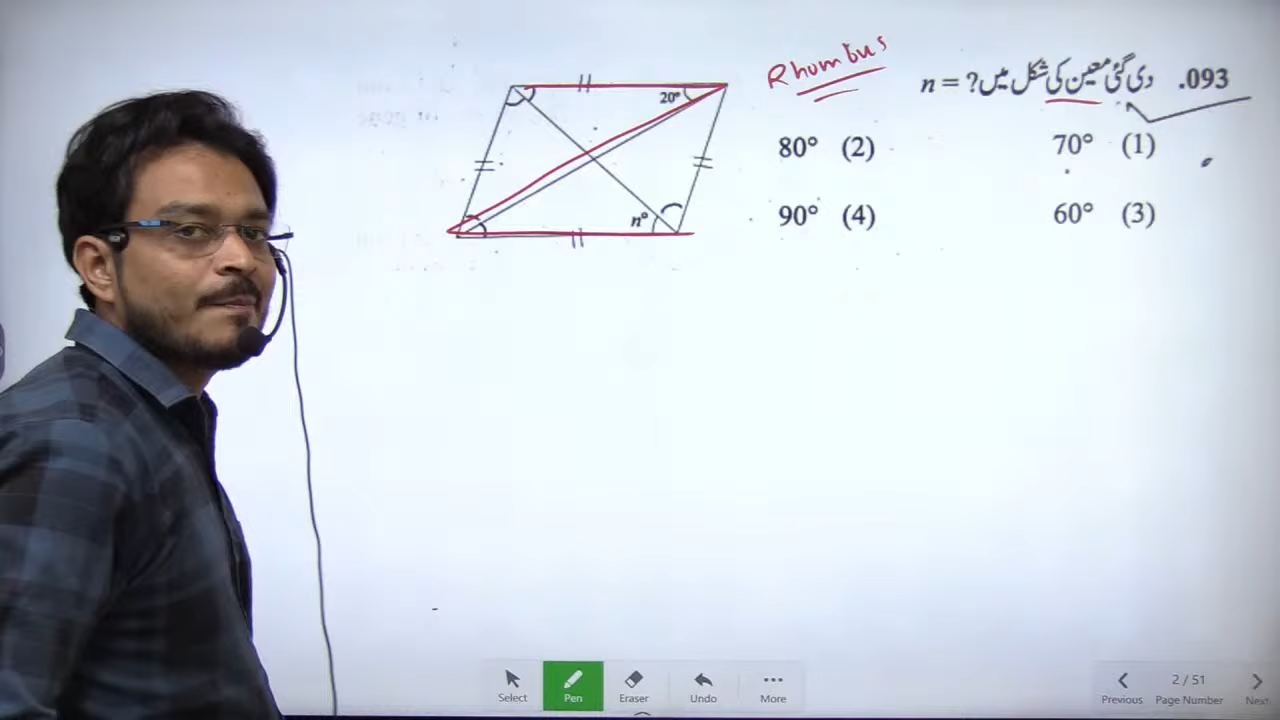 Rhombus
.093 دی گئی معین کی شکل میں n = ?
(1) 70° (2) 80°
(3) 60° (4) 90°
20°
n°
Select Pen Eraser Undo More
Previous 2 / 51 Page Number Next